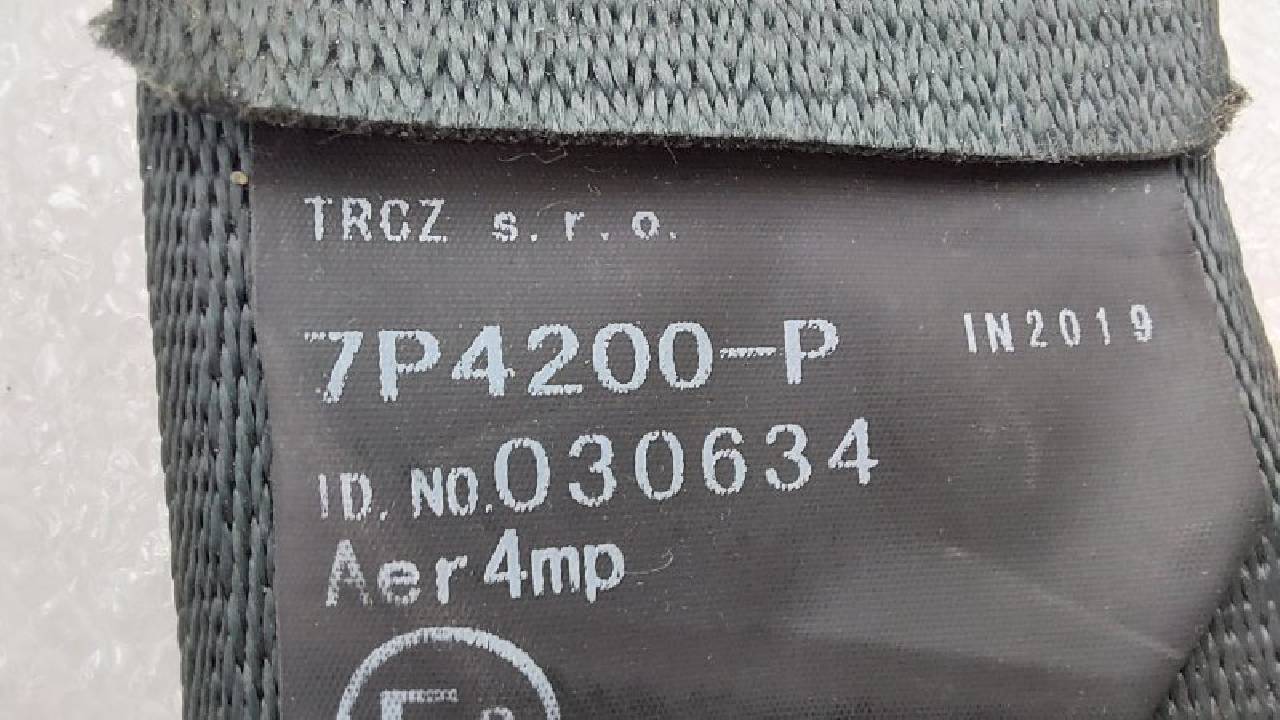 TRCZ s.r.o.
7P4200-P IN2019
ID.NO.030634
Aer4mp
E